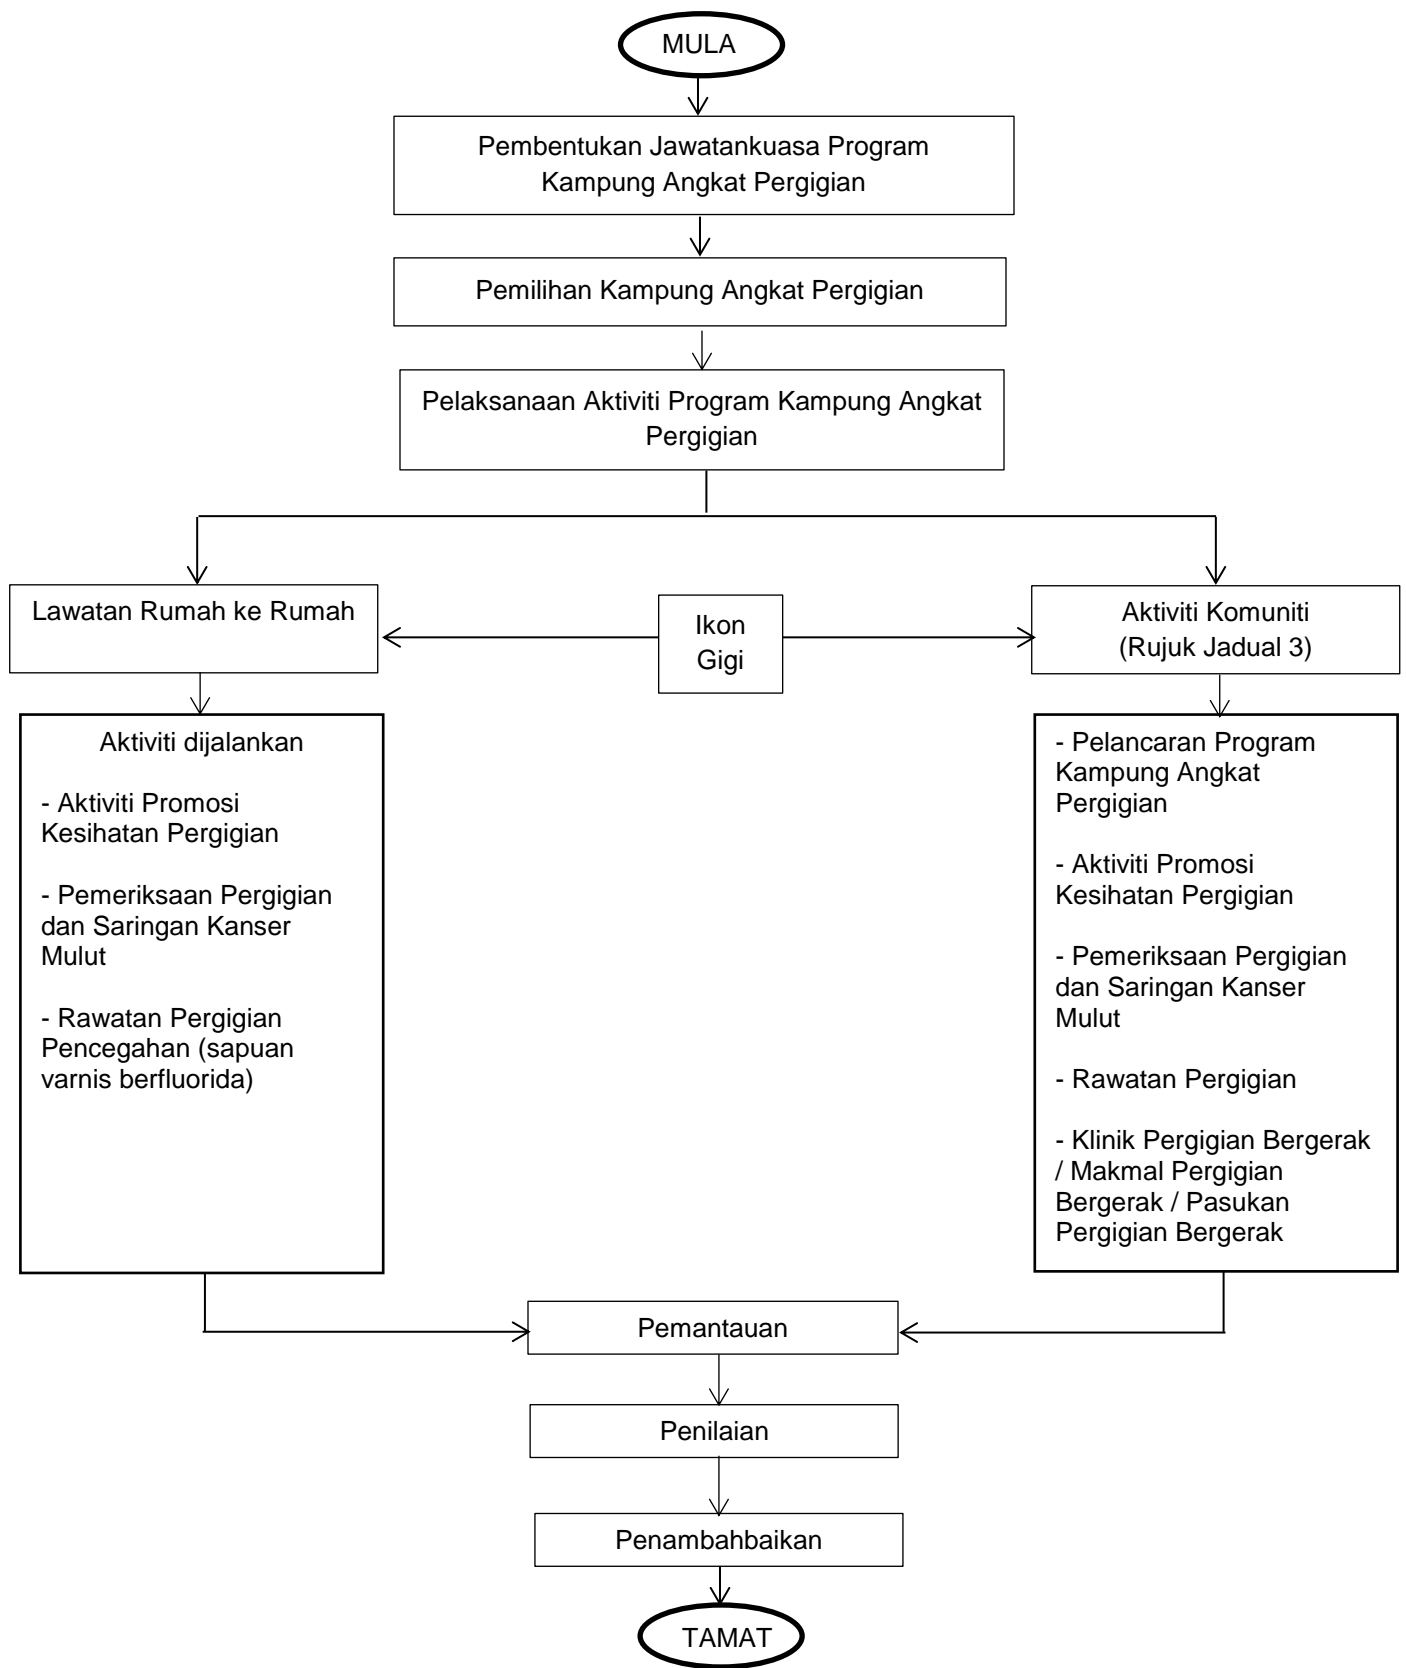 MULA
Pembentukan Jawatankuasa Program
Kampung Angkat Pergigian
Pemilihan Kampung Angkat Pergigian
Pelaksanaan Aktiviti Program Kampung Angkat
Pergigian
Lawatan Rumah ke Rumah
Ikon
Gigi
Aktiviti Komuniti
(Rujuk Jadual 3)
Aktiviti dijalankan
- Aktiviti Promosi
Kesihatan Pergigian
- Pemeriksaan Pergigian
dan Saringan Kanser
Mulut
- Rawatan Pergigian
Pencegahan (sapuan
varnis berfluorida)
- Pelancaran Program
Kampung Angkat
Pergigian
- Aktiviti Promosi
Kesihatan Pergigian
- Pemeriksaan Pergigian
dan Saringan Kanser
Mulut
- Rawatan Pergigian
- Klinik Pergigian Bergerak
/ Makmal Pergigian
Bergerak / Pasukan
Pergigian Bergerak
Pemantauan
Penilaian
Penambahbaikan
TAMAT